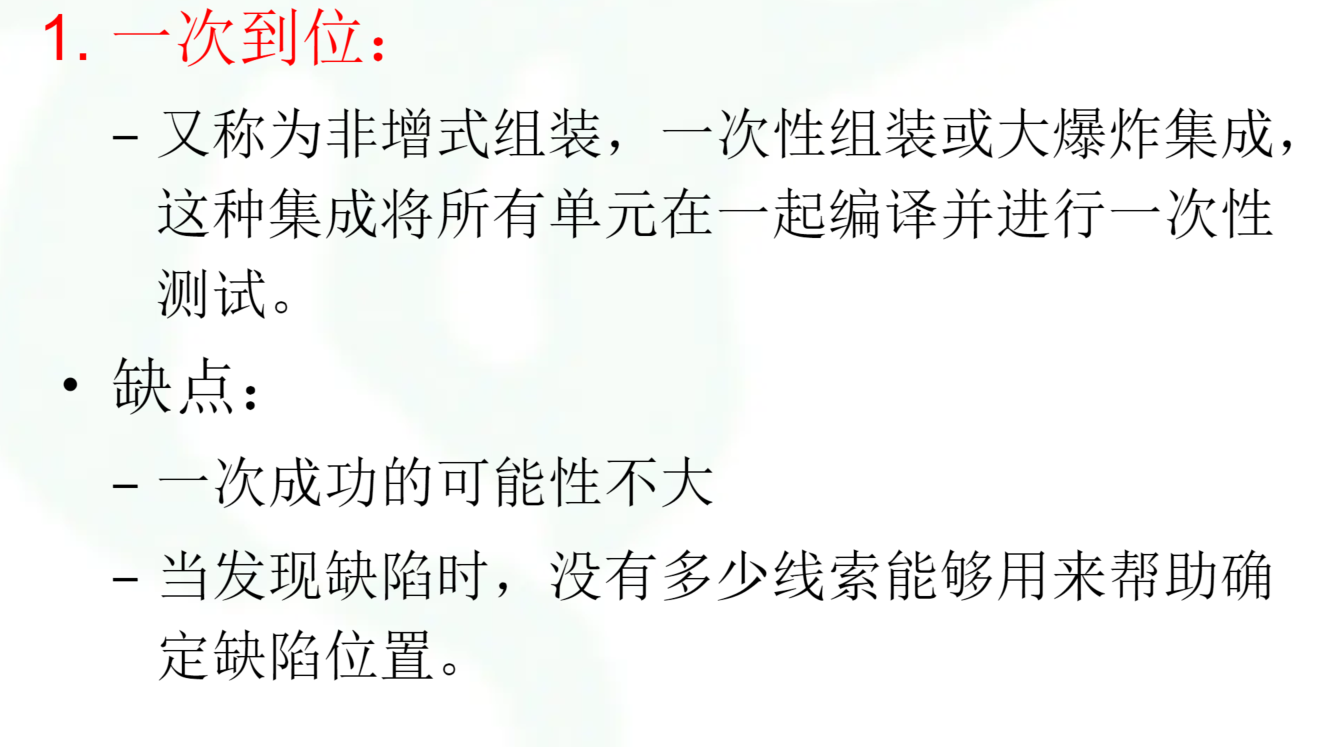 1. 一次到位：
– 又称为非增式组装，一次性组装或大爆炸集成，
这种集成将所有单元在一起编译并进行一次性
测试。
• 缺点：
– 一次成功的可能性不大
– 当发现缺陷时，没有多少线索能够用来帮助确
定缺陷位置。